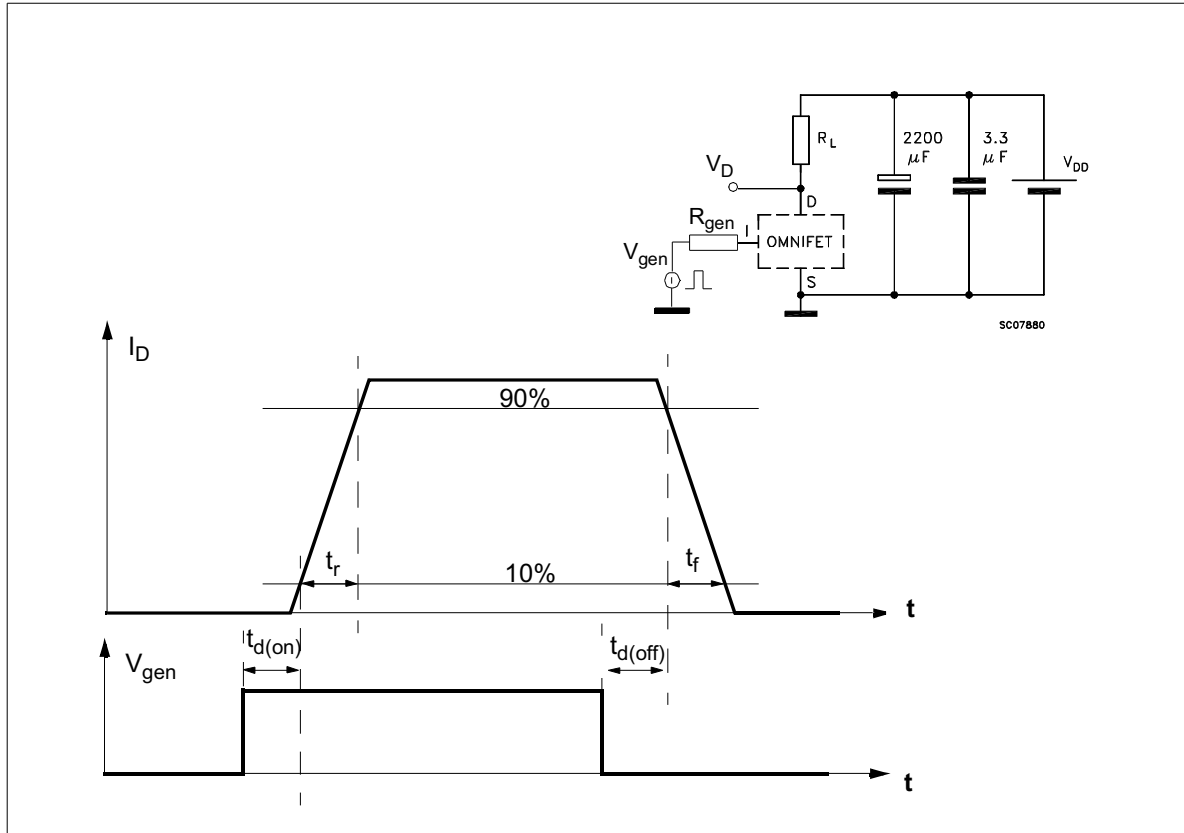 R_L
2200
μF
3.3
μF
V_DD
V_D
D
R_gen
I
OMNIFET
V_gen
S
SC07880
I_D
90%
t_r
10%
t_f
t
t_d(on)
t_d(off)
V_gen
t